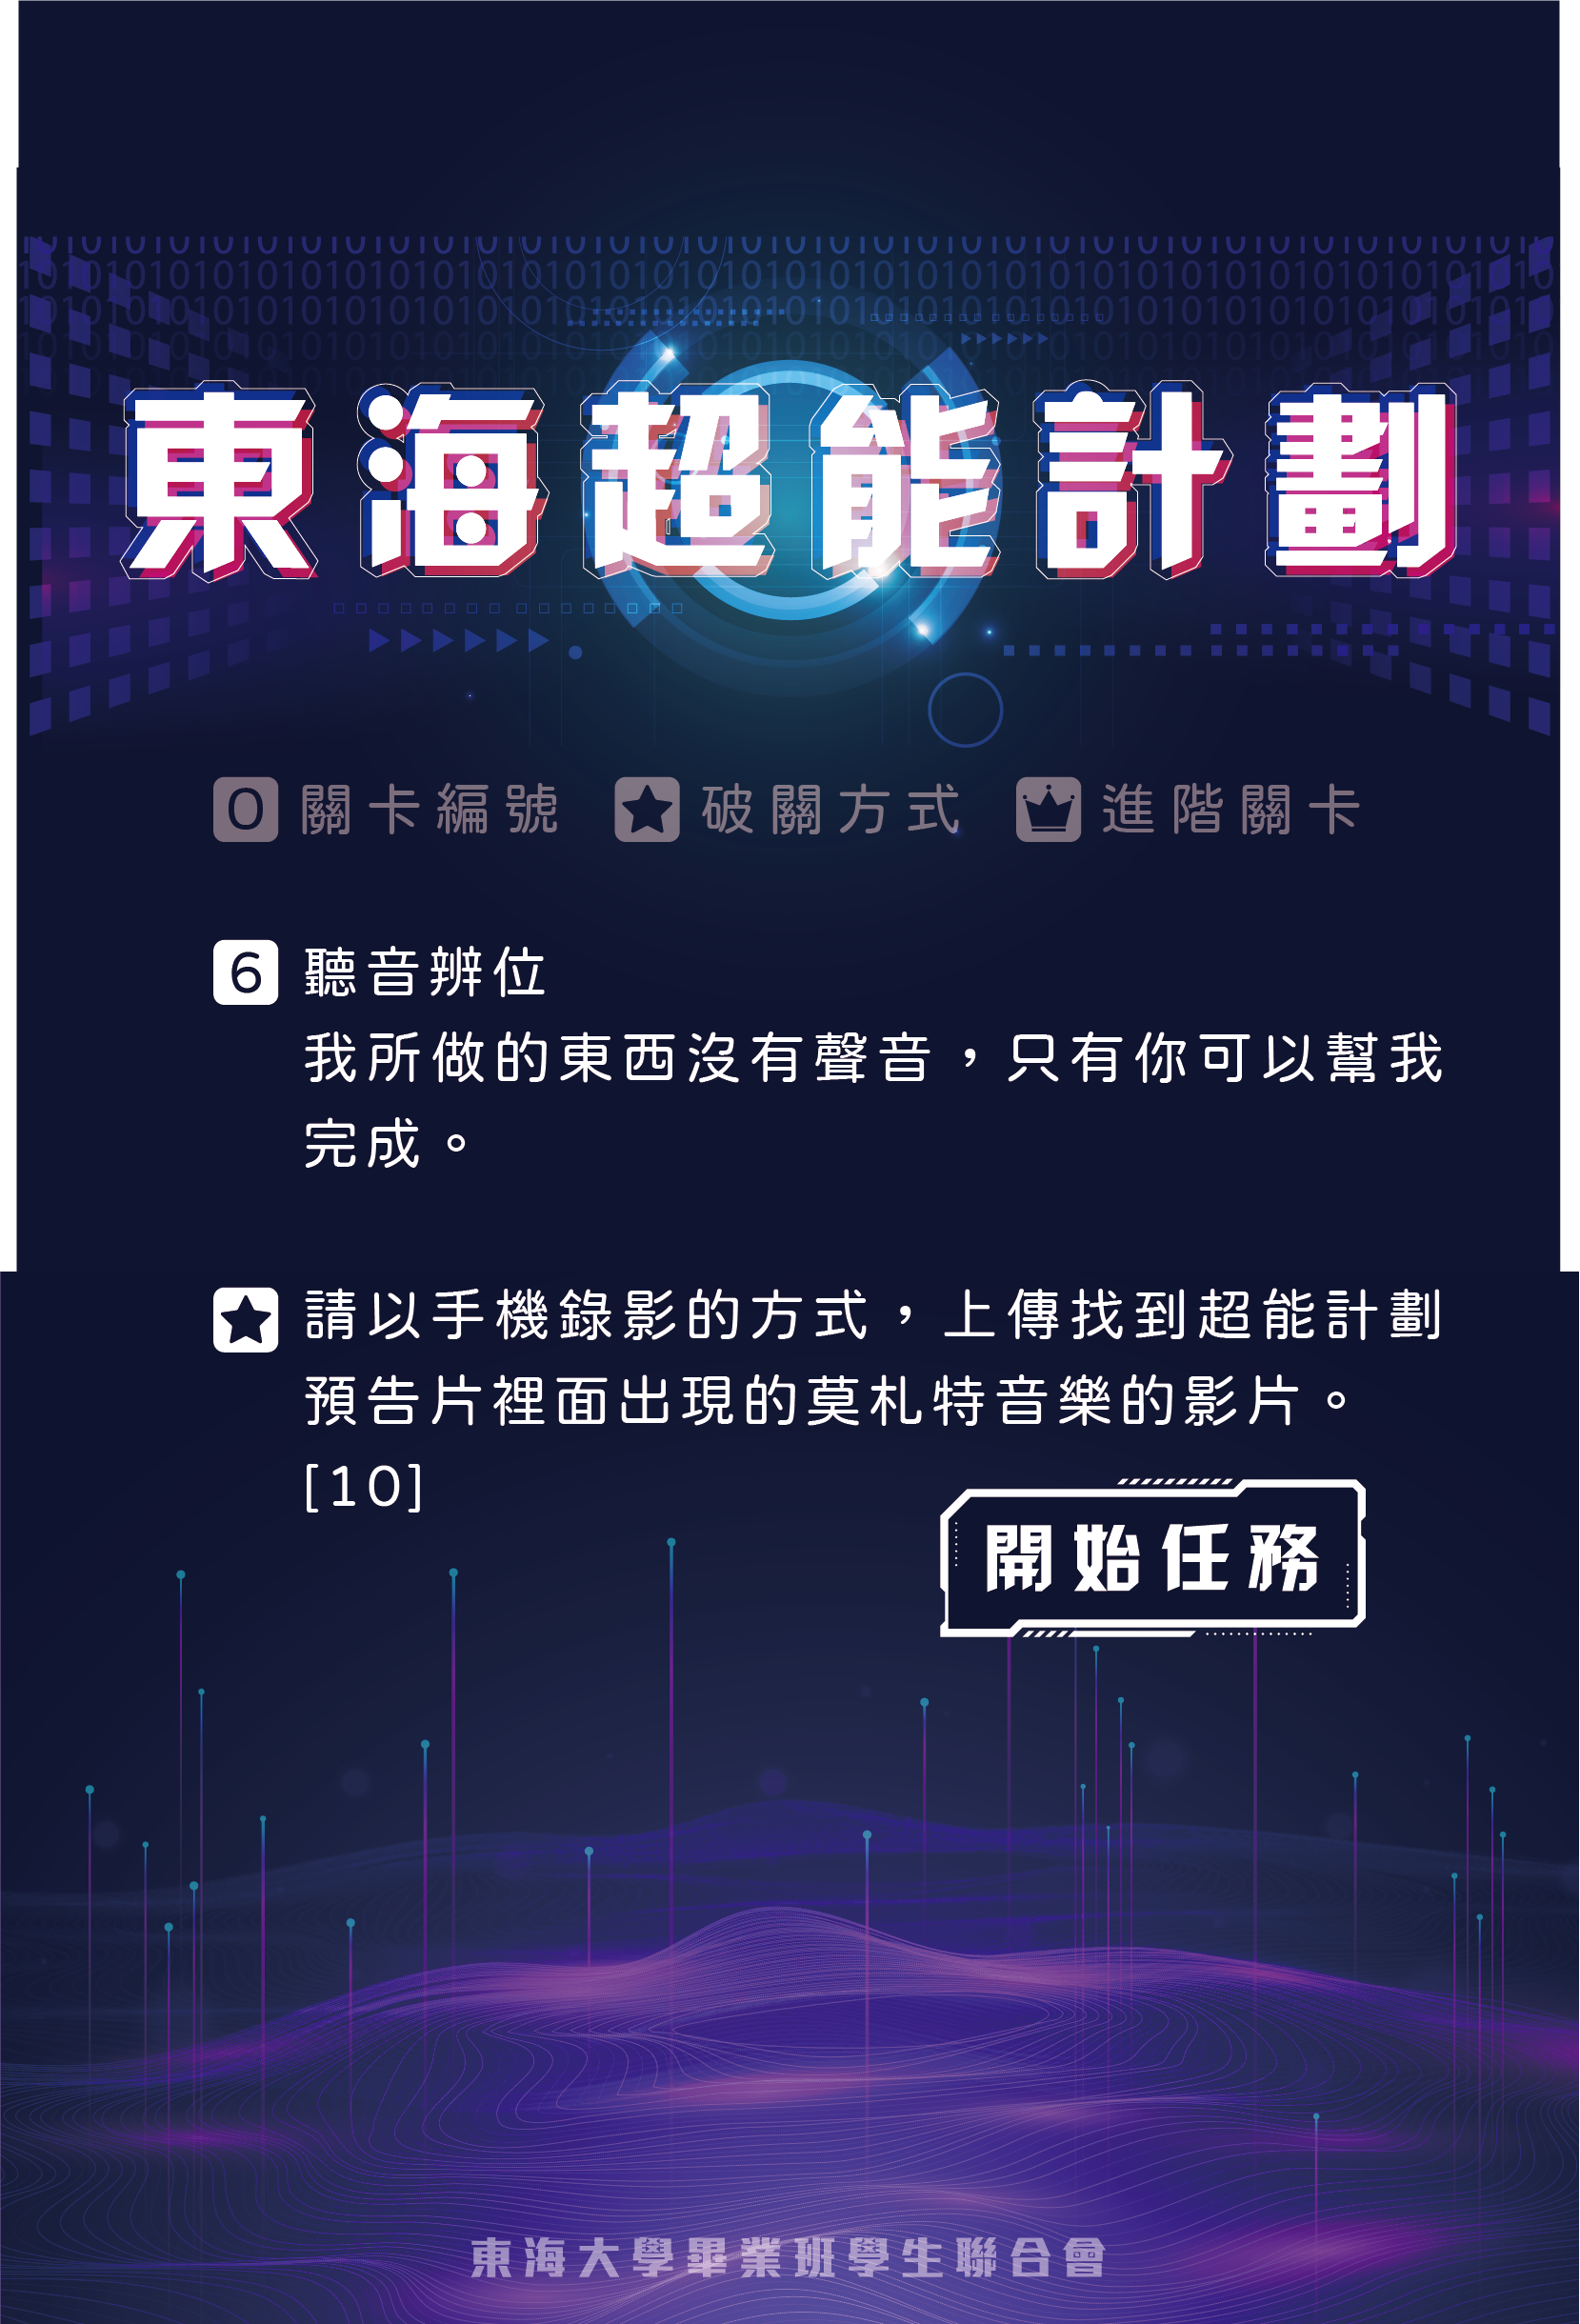 東海超能計劃
0 關卡編號 ★ 破關方式 進階關卡
6 聽音辨位
我所做的東西沒有聲音，只有你可以幫我
完成。
★ 請以手機錄影的方式，上傳找到超能計劃
預告片裡面出現的莫札特音樂的影片。
[10]
開始任務
東海大學畢業班學生聯合會